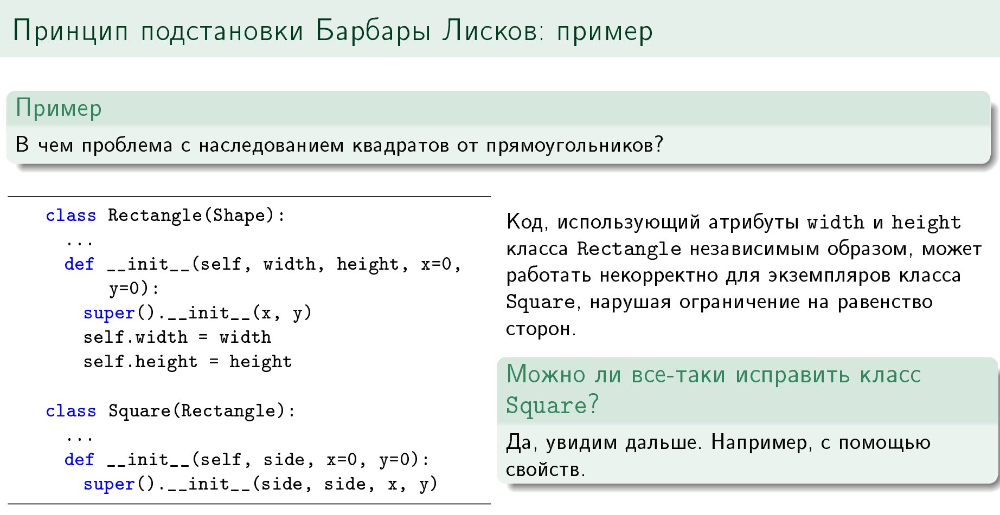 Принцип подстановки Барбары Лисков: пример
Пример
В чем проблема с наследованием квадратов от прямоугольников?
class Rectangle(Shape):
...
def __init__(self, width, height, x=0,
y=0):
super().__init__(x, y)
self.width = width
self.height = height
class Square(Rectangle):
...
def __init__(self, side, x=0, y=0):
super().__init__(side, side, x, y)
Код, использующий атрибуты width и height
класса Rectangle независимым образом, может
работать некорректно для экземпляров класса
Square, нарушая ограничение на равенство
сторон.
Можно ли все-таки исправить класс
Square?
Да, увидим дальше. Например, с помощью
свойств.